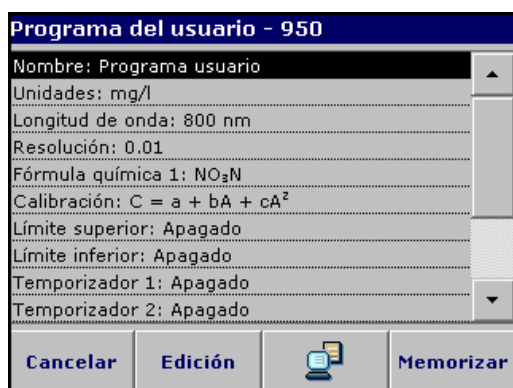 Programa del usuario - 950
Nombre: Programa usuario
Unidades: mg/l
Longitud de onda: 800 nm
Resolución: 0.01
Fórmula química 1: NO₃N
Calibración: C = a + bA + cA²
Límite superior: Apagado
Límite inferior: Apagado
Temporizador 1: Apagado
Temporizador 2: Apagado
Cancelar Edición Memorizar